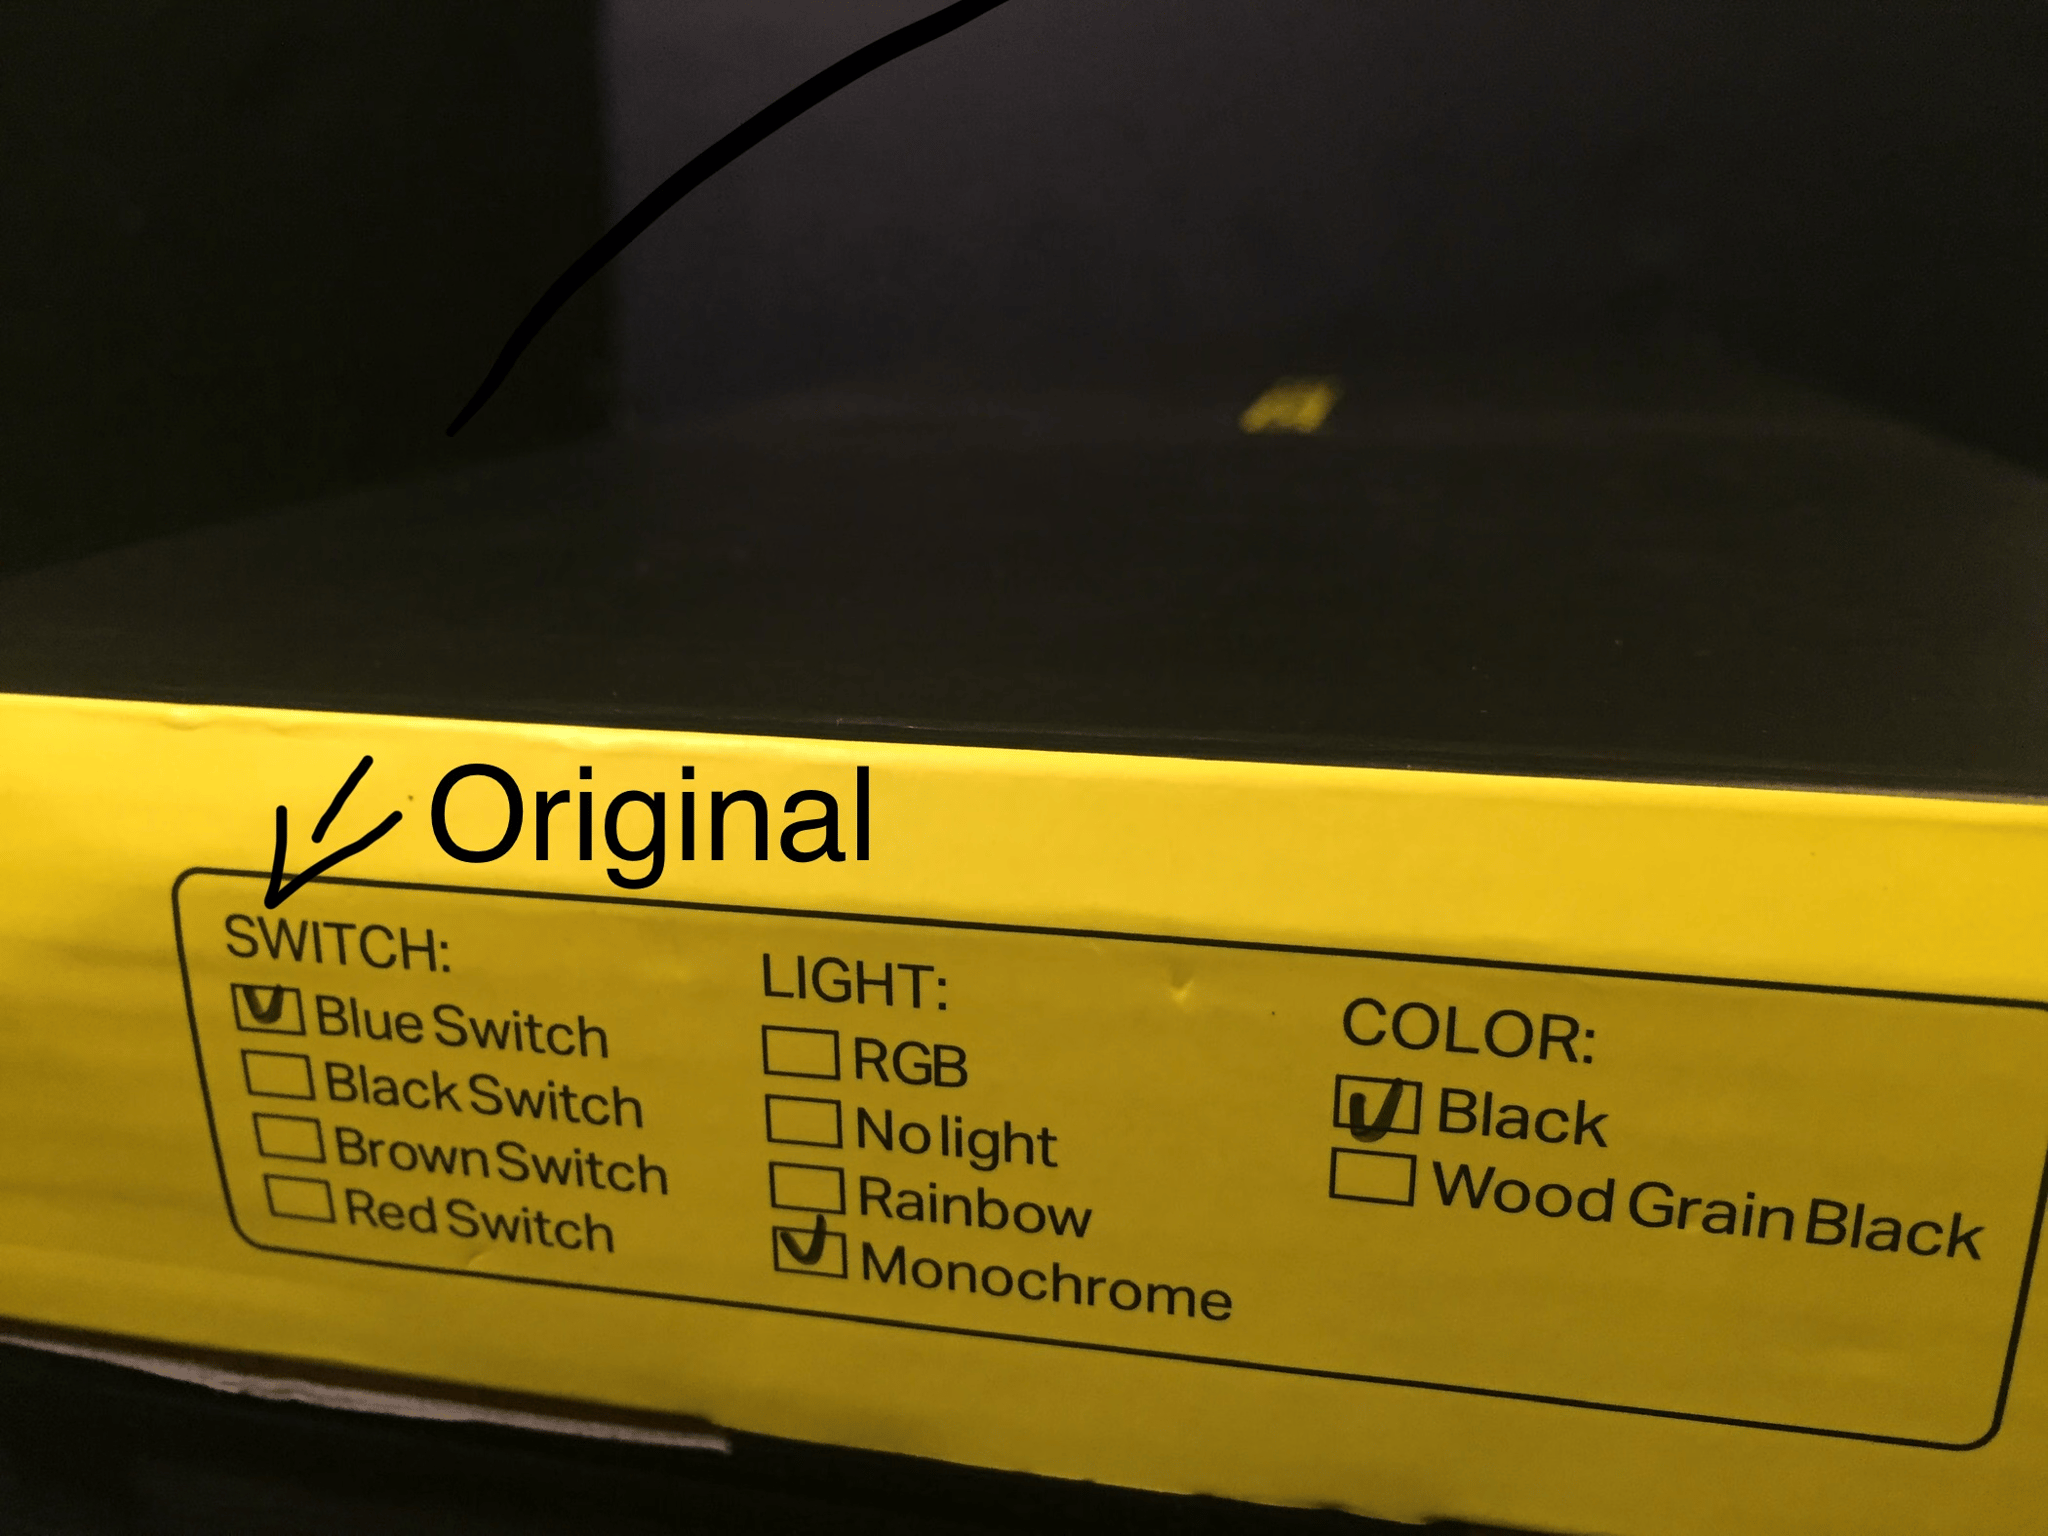 Original
SWITCH:
Blue Switch
Black Switch
Brown Switch
Red Switch
LIGHT:
RGB
No light
Rainbow
Monochrome
COLOR:
Black
Wood Grain Black